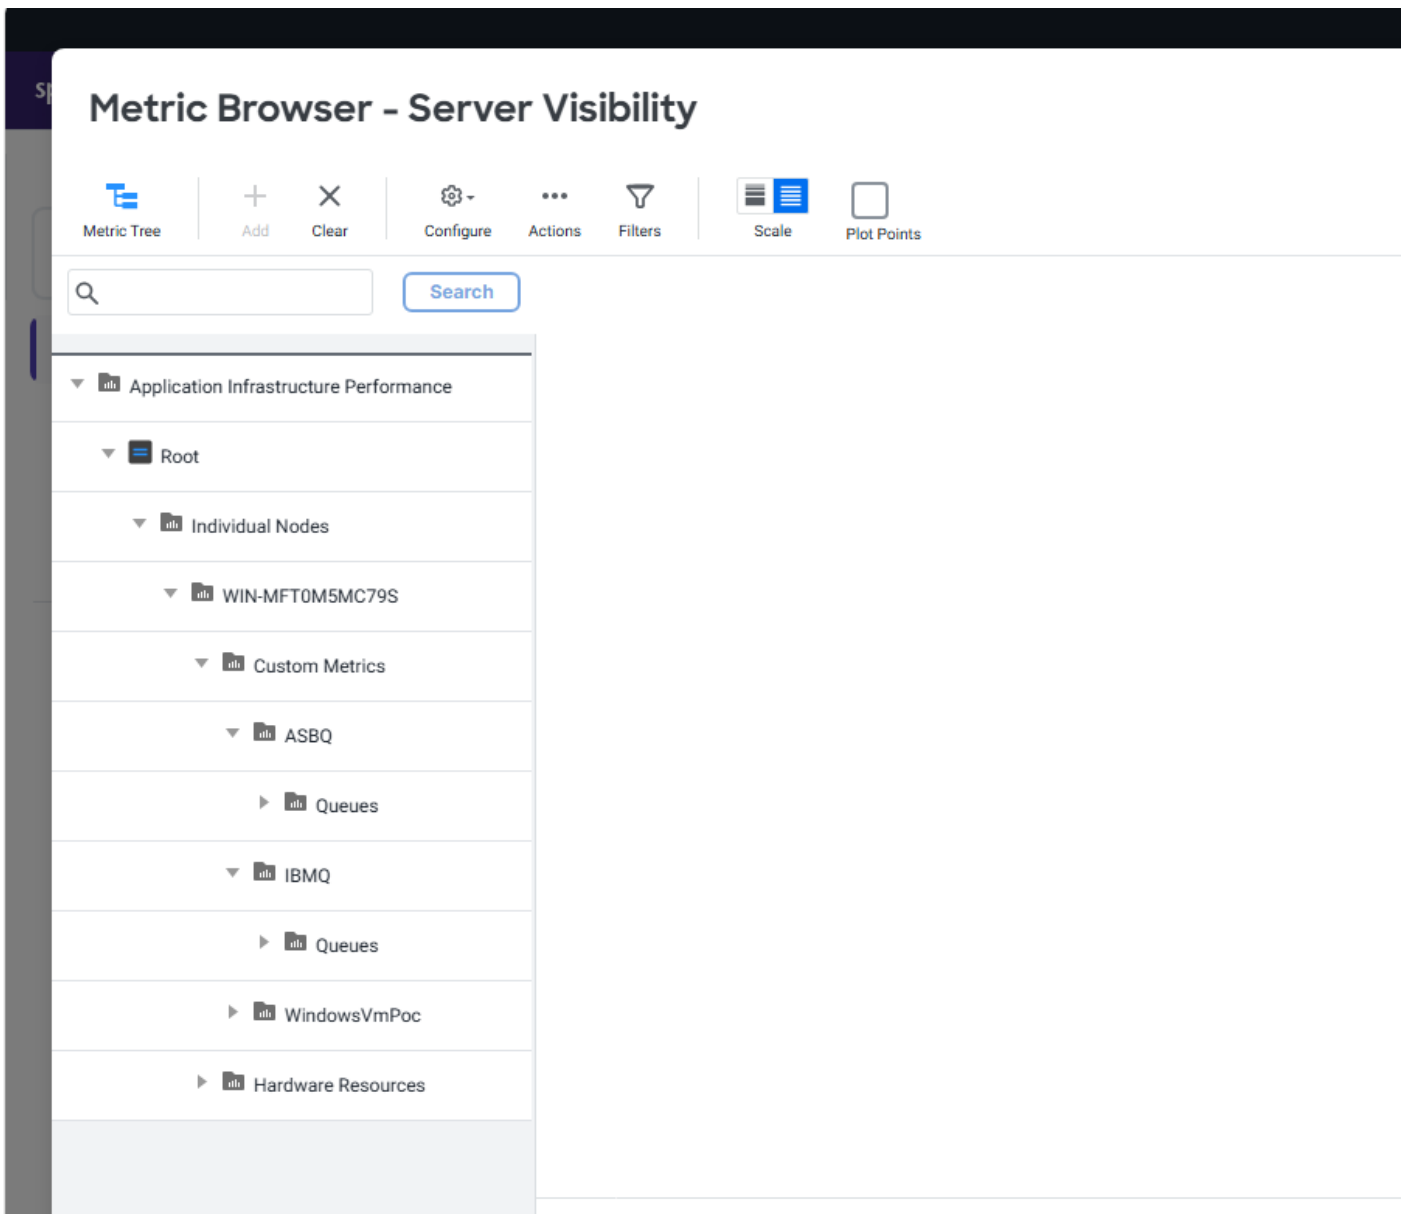 sp
Metric Browser - Server Visibility
Metric Tree
Add
Clear
Configure
Actions
Filters
Scale
Plot Points
Search
Application Infrastructure Performance
Root
Individual Nodes
WIN-MFT0M5MC79S
Custom Metrics
ASBQ
Queues
IBMQ
Queues
WindowsVmPoc
Hardware Resources